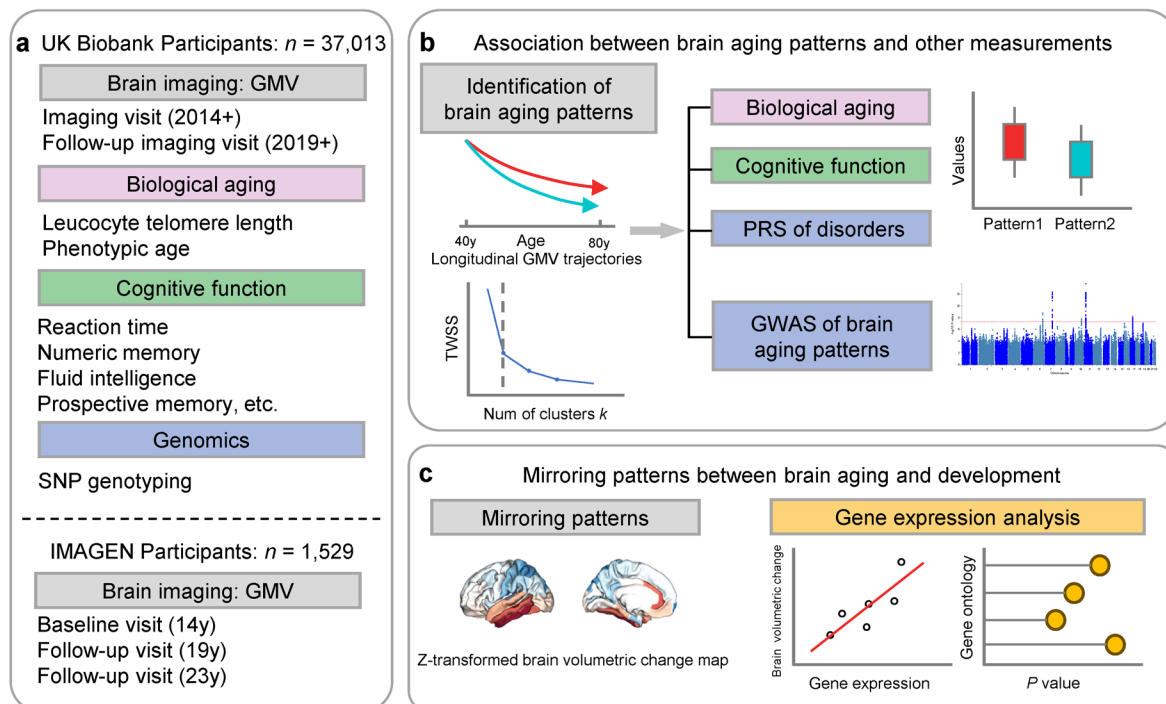 a UK Biobank Participants: n = 37,013
Brain imaging: GMV
Imaging visit (2014+)
Follow-up imaging visit (2019+)
Biological aging
Leucocyte telomere length
Phenotypic age
Cognitive function
Reaction time
Numeric memory
Fluid intelligence
Prospective memory, etc.
Genomics
SNP genotyping
IMAGEN Participants: n = 1,529
Brain imaging: GMV
Baseline visit (14y)
Follow-up visit (19y)
Follow-up visit (23y)
b Association between brain aging patterns and other measurements
Identification of
brain aging patterns
40y
Age
80y
Longitudinal GMV trajectories
TWSS
Num of clusters k
Biological aging
Cognitive function
PRS of disorders
GWAS of brain
aging patterns
Values
Pattern1
Pattern2
c Mirroring patterns between brain aging and development
Mirroring patterns
Z-transformed brain volumetric change map
Gene expression analysis
Brain volumetric change
Gene expression
Gene ontology
P value